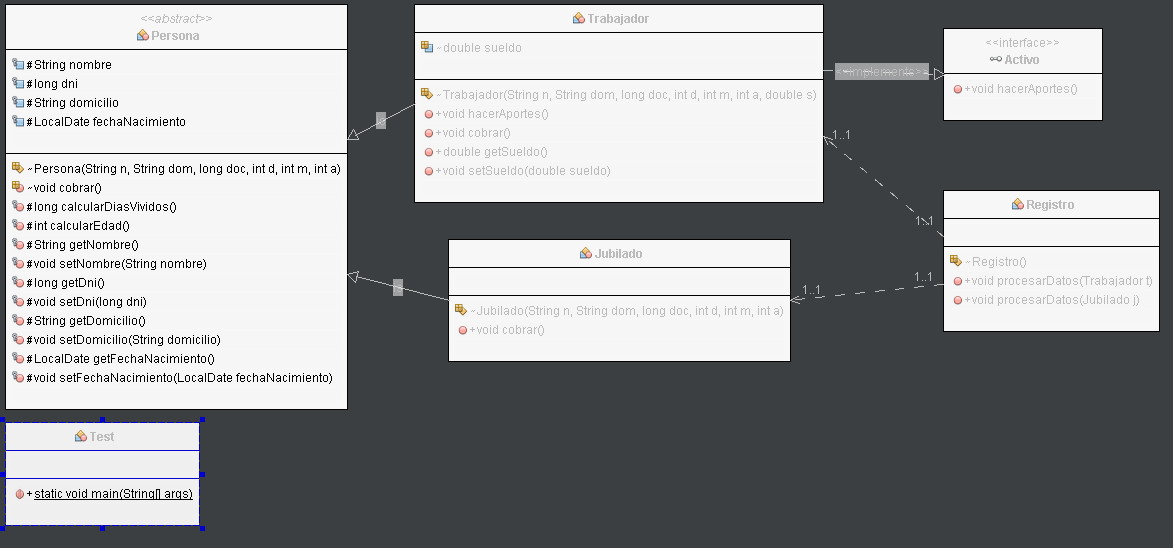 <<abstract>>
Persona
#String nombre
#long dni
#String domicilio
#LocalDate fechaNacimiento
~Persona(String n, String dom, long doc, int d, int m, int a)
~void cobrar()
#long calcularDiasVividos()
#int calcularEdad()
#String getNombre()
#void setNombre(String nombre)
#long getDni()
#void setDni(long dni)
#String getDomicilio()
#void setDomicilio(String domicilio)
#LocalDate getFechaNacimiento()
#void setFechaNacimiento(LocalDate fechaNacimiento)
Trabajador
~double sueldo
~Trabajador(String n, String dom, long doc, int d, int m, int a, double s)
+void hacerAportes()
+void cobrar()
+double getSueldo()
+void setSueldo(double sueldo)
<<Implements>>
<<interface>>
Activo
+void hacerAportes()
1..1
1..1
Registro
~Registro()
+void procesarDatos(Trabajador t)
+void procesarDatos(Jubilado j)
Jubilado
~Jubilado(String n, String dom, long doc, int d, int m, int a)
+void cobrar()
1..1
1..1
Test
+static void main(String[] args)